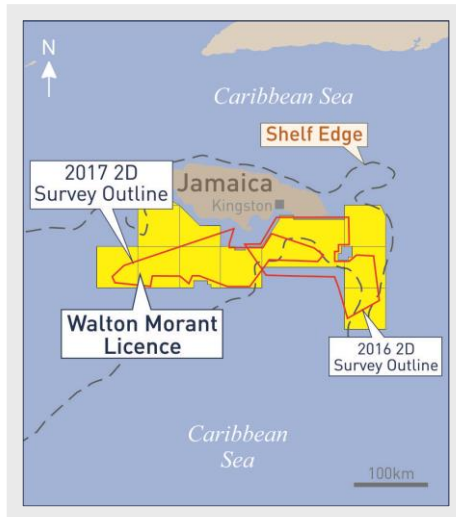 N
Caribbean Sea
Shelf Edge
2017 2D
Survey Outline
Jamaica
Kingston
Walton Morant
Licence
2016 2D
Survey Outline
Caribbean
Sea
100km